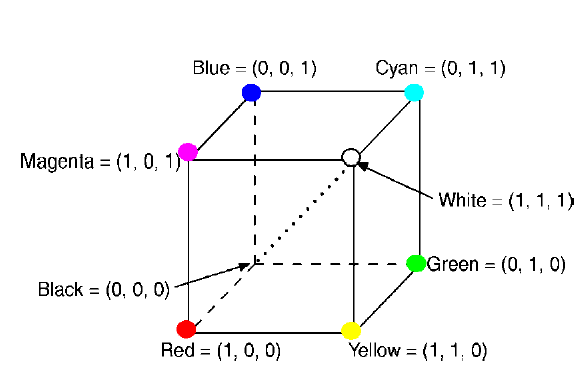 Blue = (0, 0, 1)
Cyan = (0, 1, 1)
Magenta = (1, 0, 1)
White = (1, 1, 1)
Green = (0, 1, 0)
Black = (0, 0, 0)
Red = (1, 0, 0)
Yellow = (1, 1, 0)